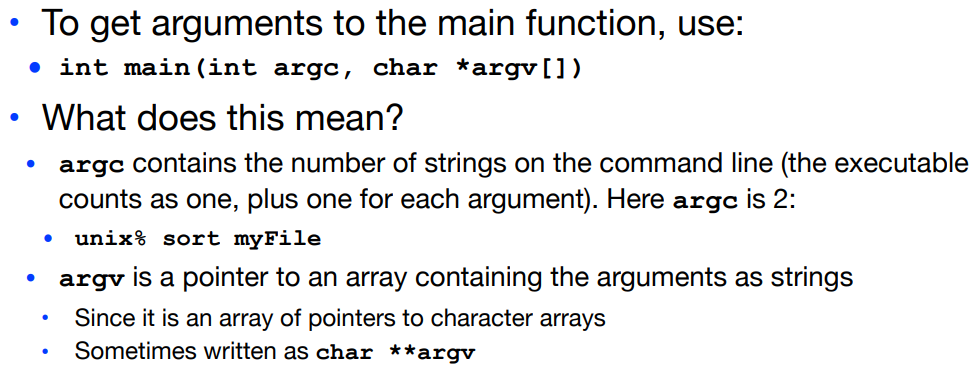 • To get arguments to the main function, use:
• int main(int argc, char *argv[])
• What does this mean?
• argc contains the number of strings on the command line (the executable
counts as one, plus one for each argument). Here argc is 2:
• unix% sort myFile
• argv is a pointer to an array containing the arguments as strings
• Since it is an array of pointers to character arrays
• Sometimes written as char **argv